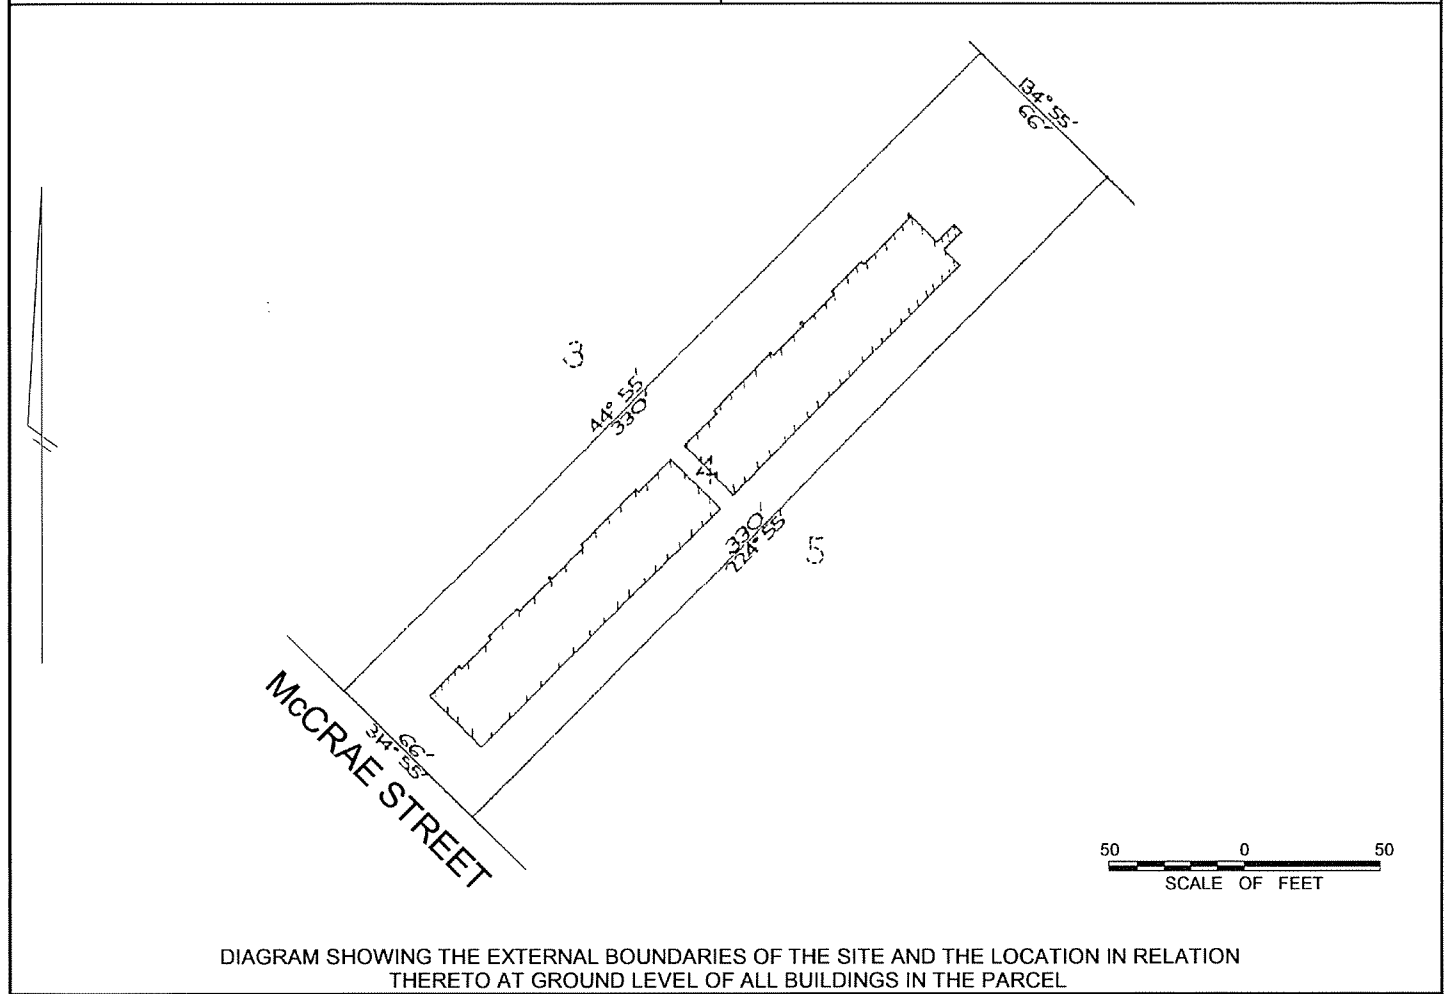 134° 55'
66'
3
44° 55'
330'
330'
224° 55'
5
66'
314° 55'
McCRAE STREET
50 0 50
SCALE OF FEET
DIAGRAM SHOWING THE EXTERNAL BOUNDARIES OF THE SITE AND THE LOCATION IN RELATION
THERETO AT GROUND LEVEL OF ALL BUILDINGS IN THE PARCEL